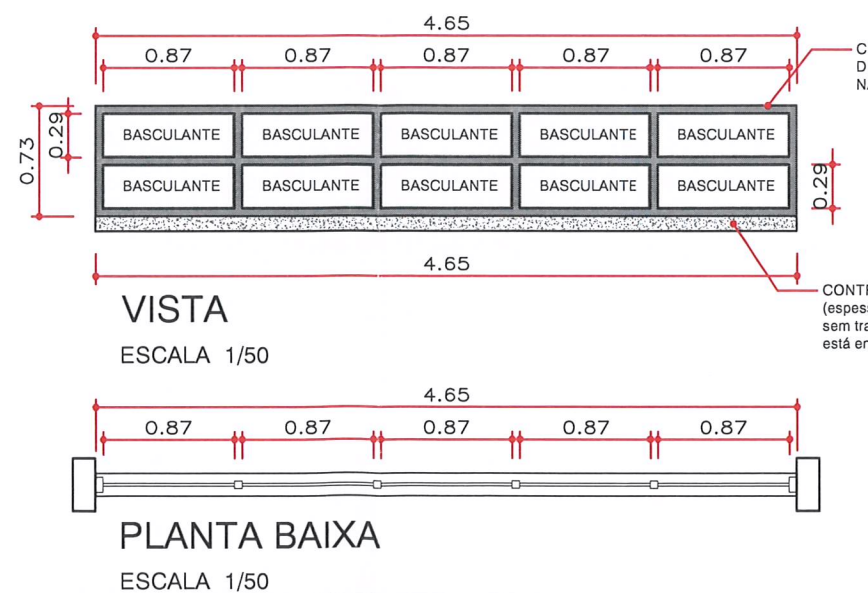 4.65
0.87 0.87 0.87 0.87 0.87
0.73
0.29
BASCULANTE BASCULANTE BASCULANTE BASCULANTE BASCULANTE
BASCULANTE BASCULANTE BASCULANTE BASCULANTE BASCULANTE
0.29
4.65
VISTA
ESCALA 1/50
sem
está
4.65
0.87 0.87 0.87 0.87 0.87
PLANTA BAIXA
ESCALA 1/50